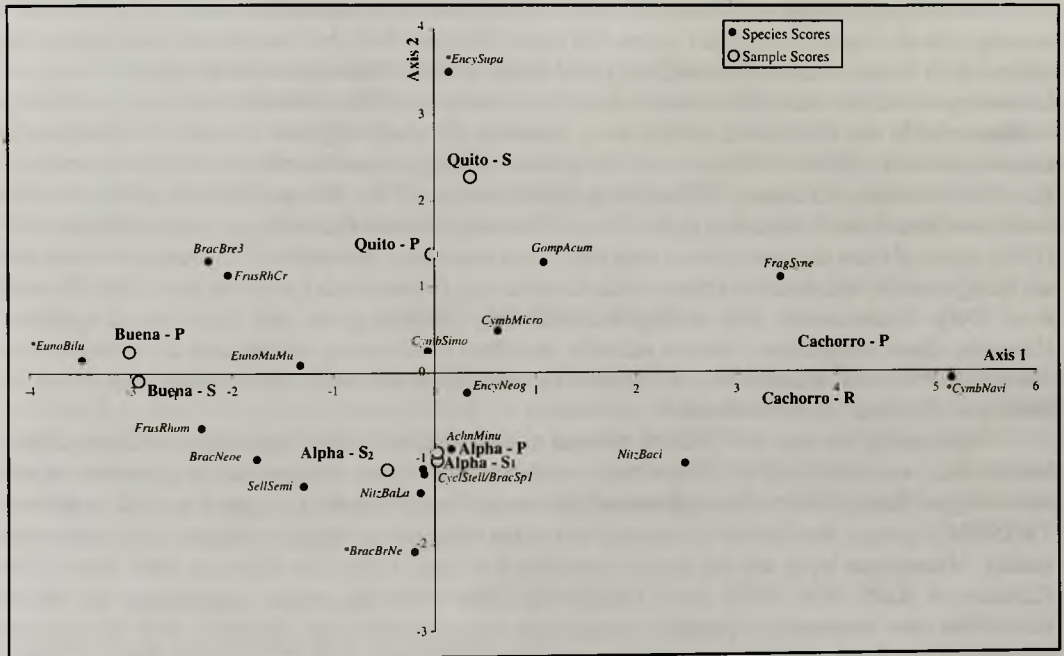 4
Axis 2
Species Scores
Sample Scores
*EncySupa
3
Quito - S
2
BracBre3
Quito - P
GompAcum
FrusRhCr
FragSyne
1
CymbMicro
Buena - P
*EunoBilu
EunoMuMu
CymbSimo
Cachorro - P
Axis 1
-4 -3 -1 0 1 2 3 4 5 6
Buena - S
EncyNeog
Cachorro - R
*CymbNavi
FrusRhom
AchnMinu
BracNeoe
Alpha - S2
-1
Alpha - P
Alpha - S1
NitzBaci
SellSemi
NitzBaLa
CyclStell/BracSp1
-2
*BracBrNe
-3